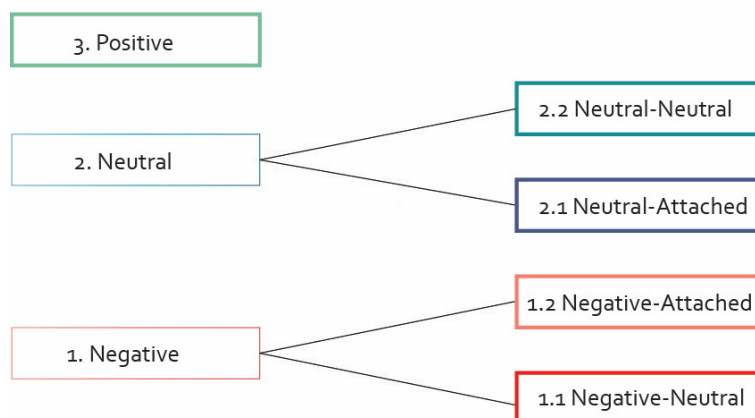 3. Positive
2.2 Neutral-Neutral
2. Neutral
2.1 Neutral-Attached
1.2 Negative-Attached
1. Negative
1.1 Negative-Neutral